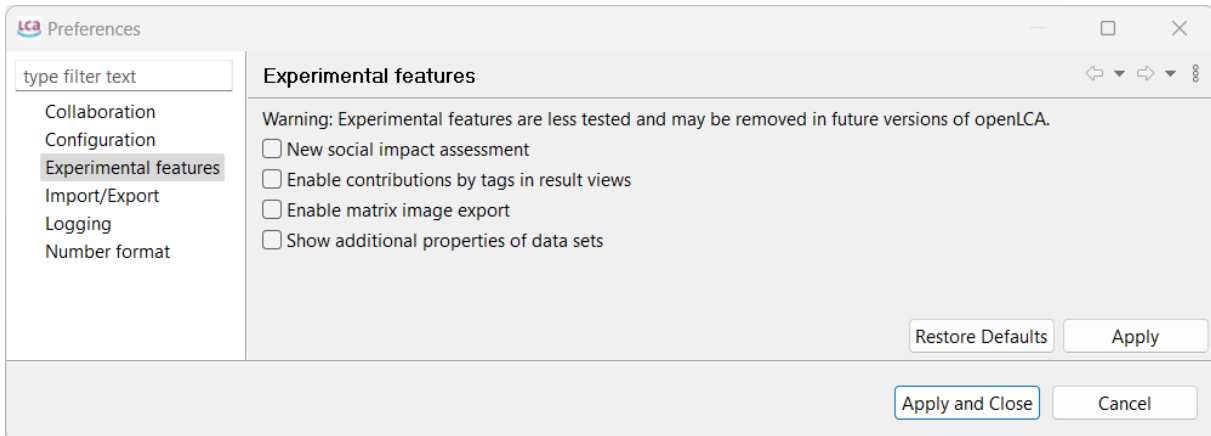 LCA Preferences
type filter text
Collaboration
Configuration
Experimental features
Import/Export
Logging
Number format
Experimental features
Warning: Experimental features are less tested and may be removed in future versions of openLCA.
New social impact assessment
Enable contributions by tags in result views
Enable matrix image export
Show additional properties of data sets
Restore Defaults
Apply
Apply and Close
Cancel